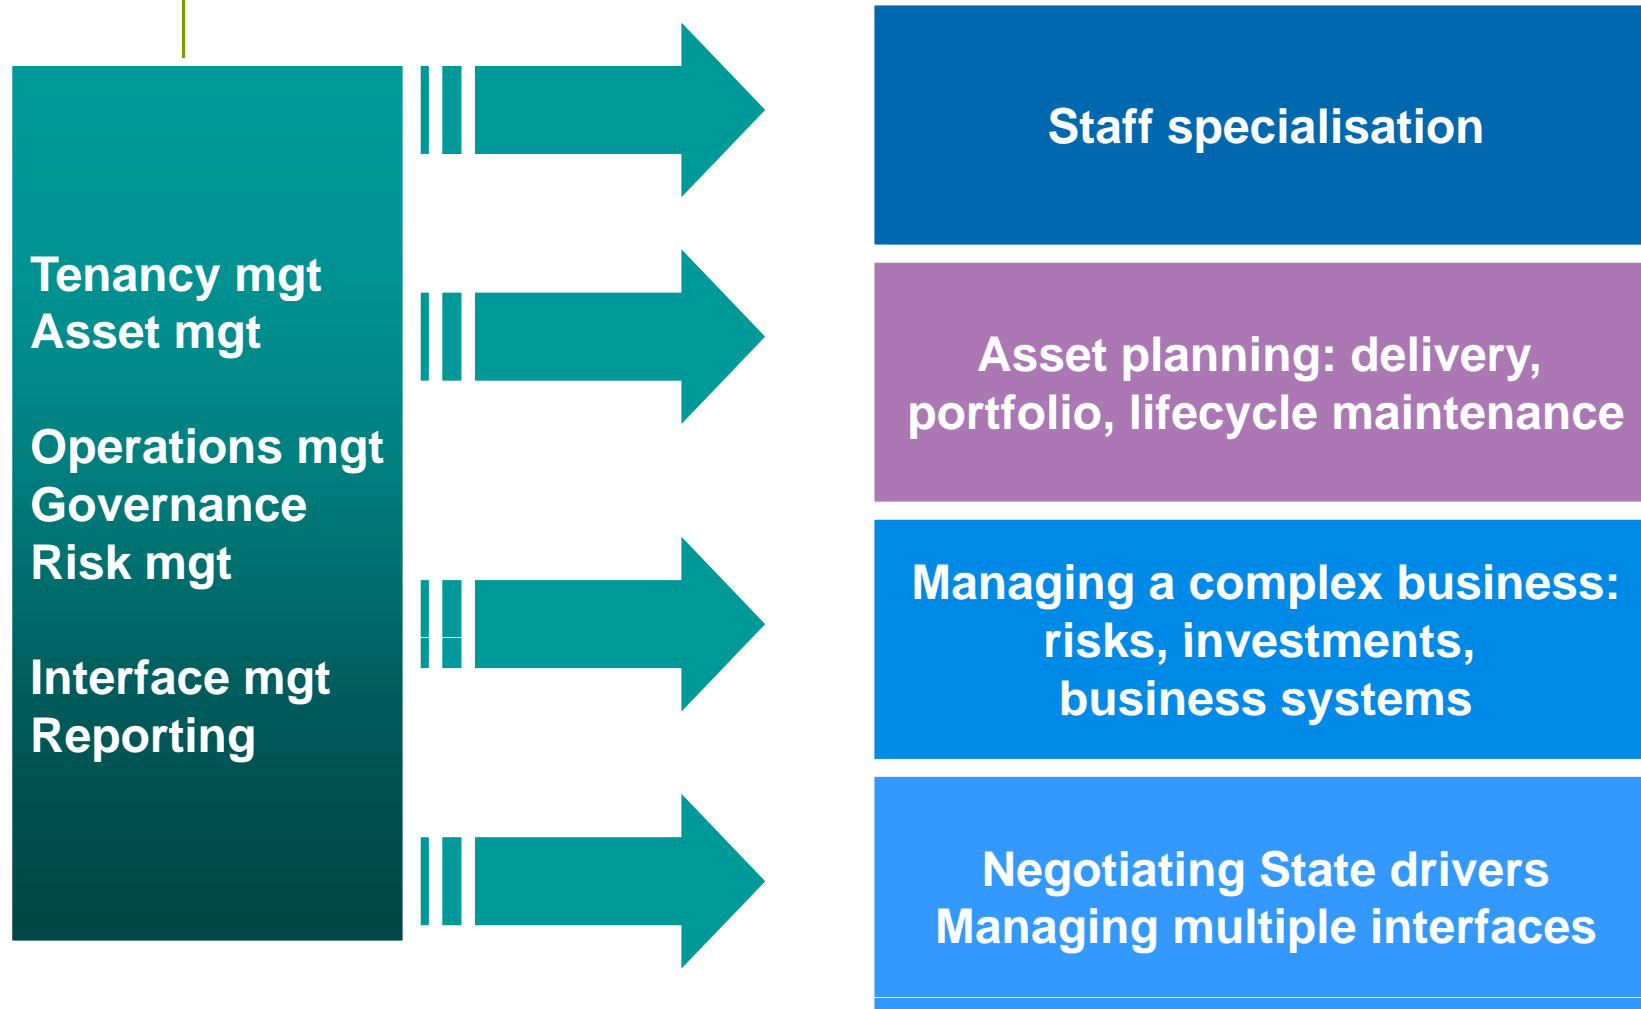 Tenancy mgt
Asset mgt
Operations mgt
Governance
Risk mgt
Interface mgt
Reporting
Staff specialisation
Asset planning: delivery,
portfolio, lifecycle maintenance
Managing a complex business:
risks, investments,
business systems
Negotiating State drivers
Managing multiple interfaces